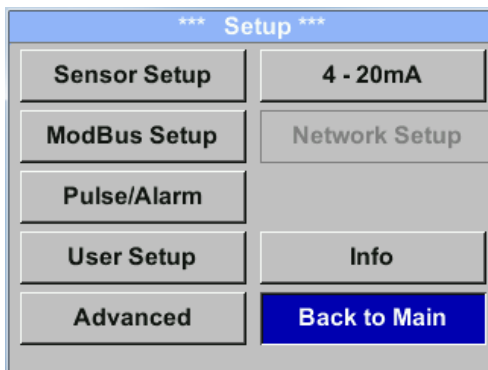 *** Setup ***
Sensor Setup
4 - 20mA
ModBus Setup
Network Setup
Pulse/Alarm
User Setup
Info
Advanced
Back to Main